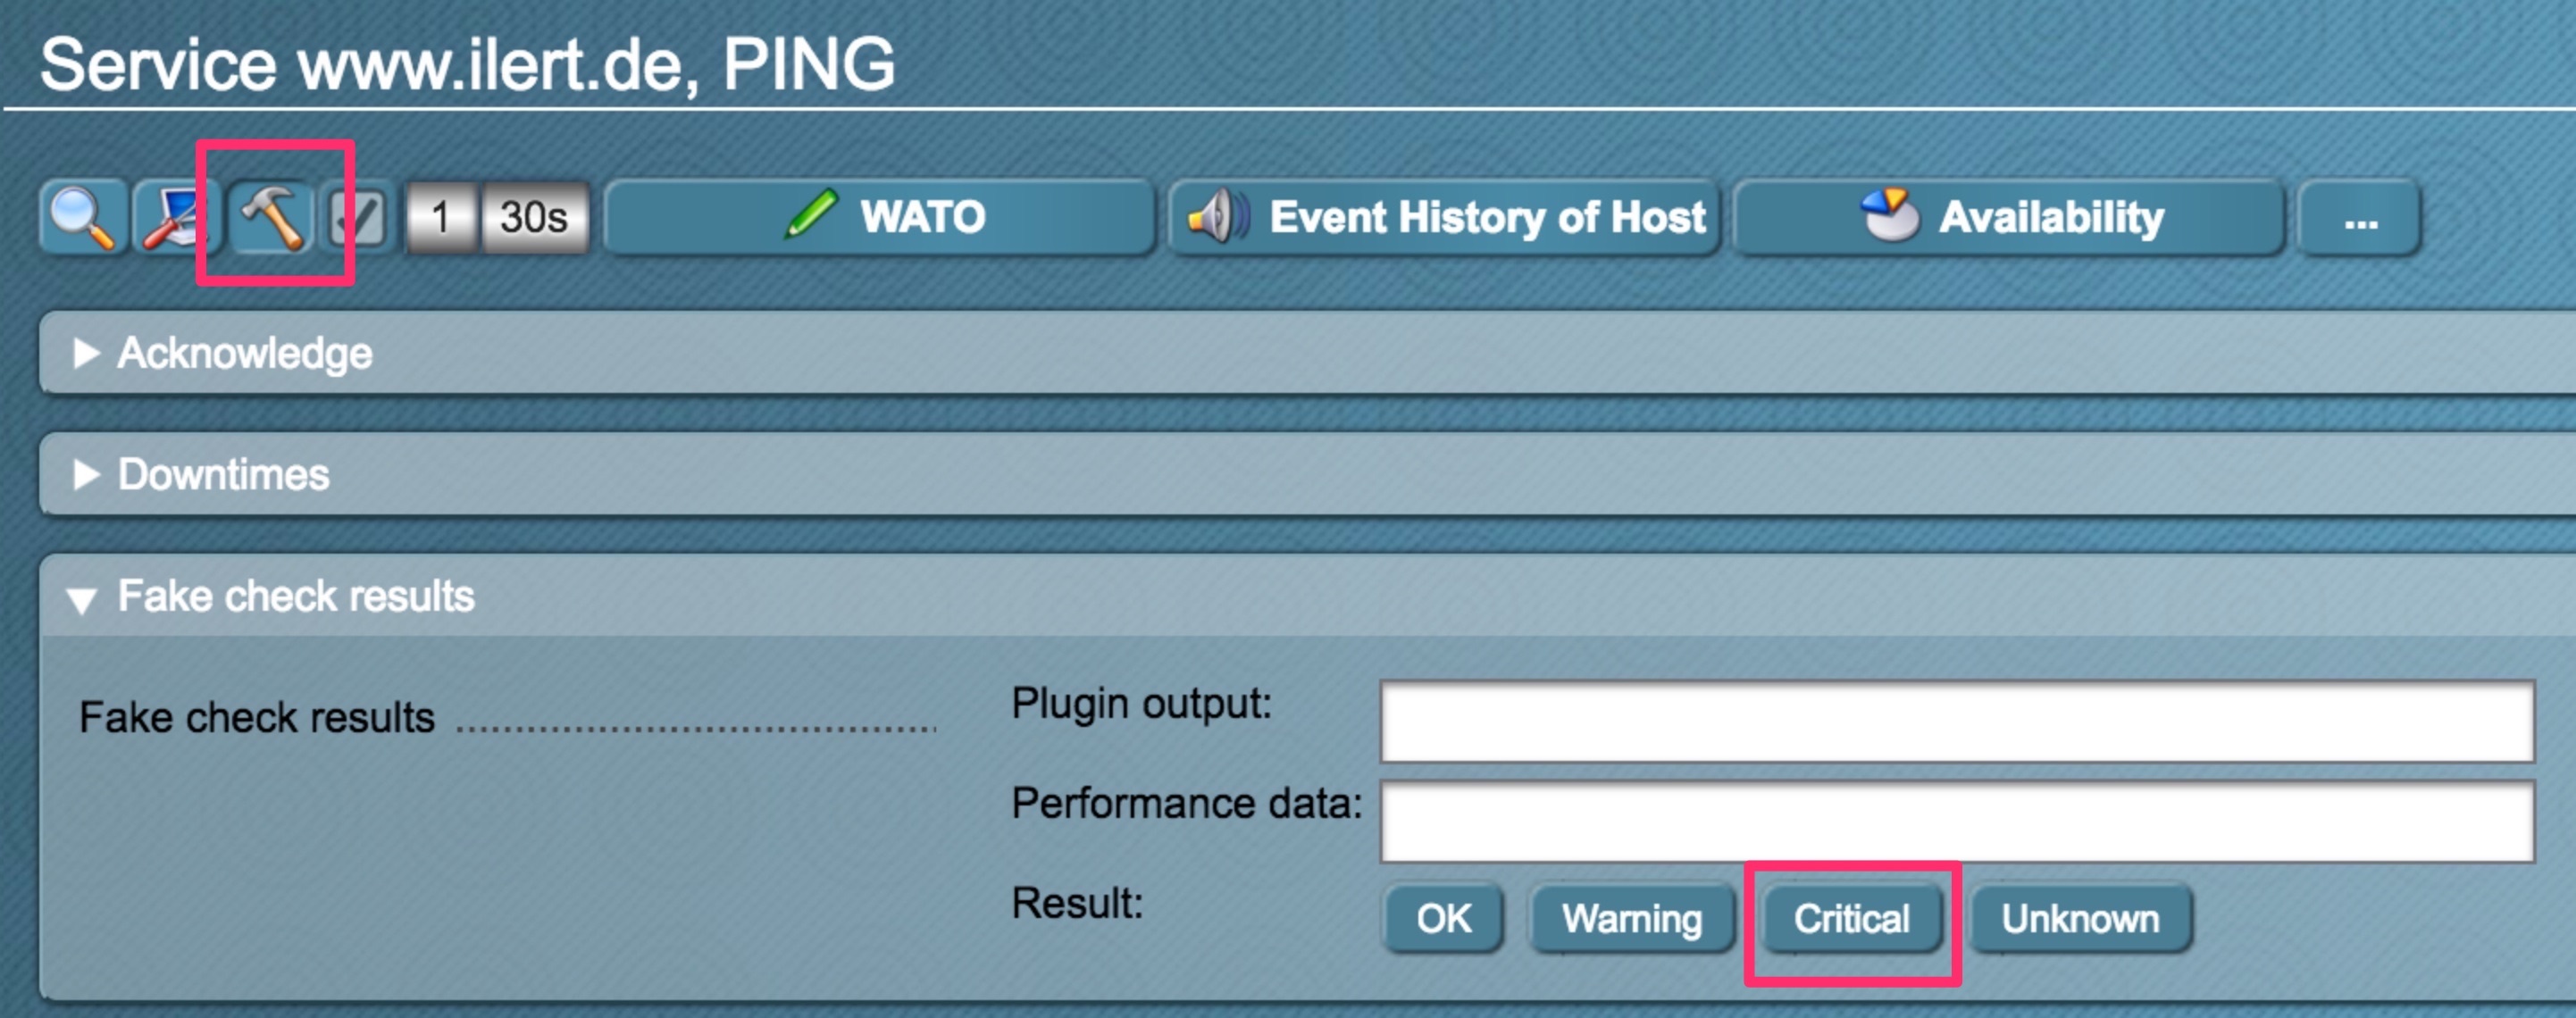 Service www.ilert.de, PING
1 30s WATO Event History of Host Availability ...
Acknowledge
Downtimes
Fake check results
Fake check results
Plugin output:
Performance data:
Result: OK Warning Critical Unknown